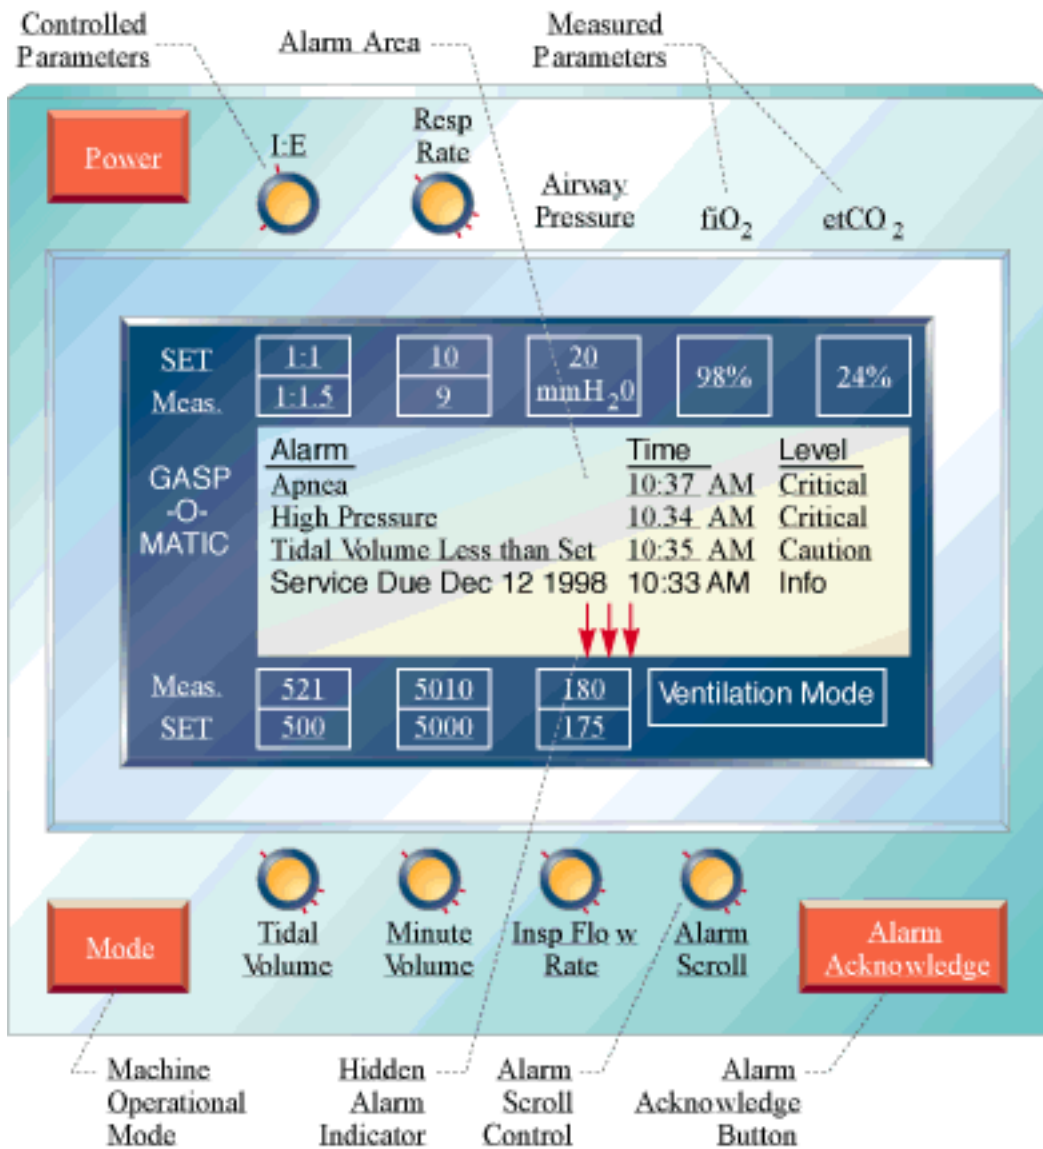 Controlled
Parameters
Alarm Area
Measured
Parameters
Power
I:E
Resp
Rate
Airway
Pressure
fiO2
etCO2
SET
Meas.
1:1
1:1.5
10
9
20
mmH20
98%
24%
GASP
-O-
MATIC
Alarm Time Level
Apnea 10:37 AM Critical
High Pressure 10.34 AM Critical
Tidal Volume Less than Set 10:35 AM Caution
Service Due Dec 12 1998 10:33 AM Info
Meas.
SET
521
500
5010
5000
180
175
Ventilation Mode
Mode
Tidal
Volume
Minute
Volume
Insp Flo w
Rate
Alarm
Scroll
Alarm
Acknowledge
Machine
Operational
Mode
Hidden
Alarm
Indicator
Alarm
Scroll
Control
Alarm
Acknowledge
Button